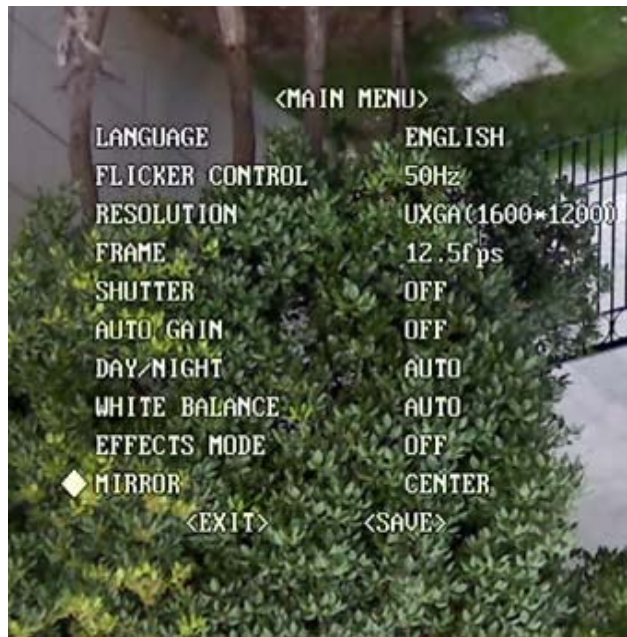 <MAIN MENU>
LANGUAGE ENGLISH
FLICKER CONTROL 50Hz
RESOLUTION UXGA(1600*1200)
FRAME 12.5fps
SHUTTER OFF
AUTO GAIN OFF
DAY/NIGHT AUTO
WHITE BALANCE AUTO
EFFECTS MODE OFF
MIRROR CENTER
<EXIT> <SAVE>